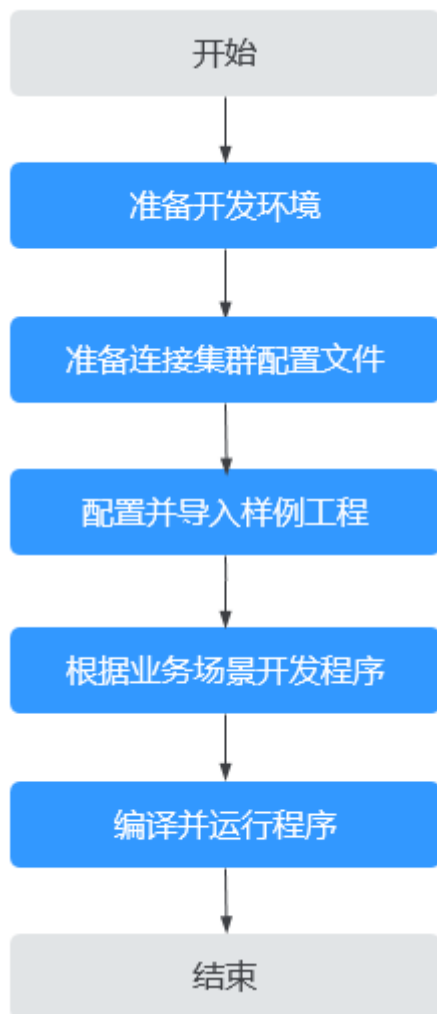 开始
准备开发环境
准备连接集群配置文件
配置并导入样例工程
根据业务场景开发程序
编译并运行程序
结束